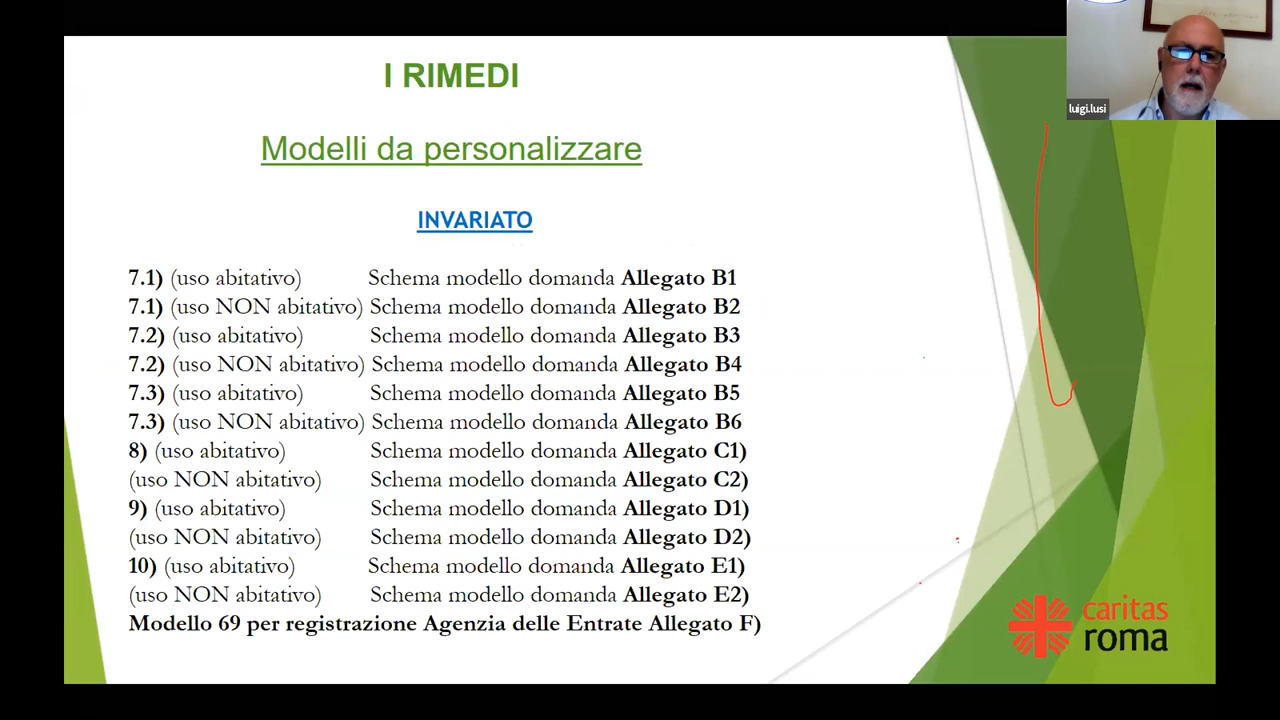 I RIMEDI
luigi.lusi
Modelli da personalizzare
INVARIATO
7.1) (uso abitativo) Schema modello domanda Allegato B1
7.1) (uso NON abitativo) Schema modello domanda Allegato B2
7.2) (uso abitativo) Schema modello domanda Allegato B3
7.2) (uso NON abitativo) Schema modello domanda Allegato B4
7.3) (uso abitativo) Schema modello domanda Allegato B5
7.3) (uso NON abitativo) Schema modello domanda Allegato B6
8) (uso abitativo) Schema modello domanda Allegato C1)
(uso NON abitativo) Schema modello domanda Allegato C2)
9) (uso abitativo) Schema modello domanda Allegato D1)
(uso NON abitativo) Schema modello domanda Allegato D2)
10) (uso abitativo) Schema modello domanda Allegato E1)
(uso NON abitativo) Schema modello domanda Allegato E2)
Modello 69 per registrazione Agenzia delle Entrate Allegato F)
caritas
roma